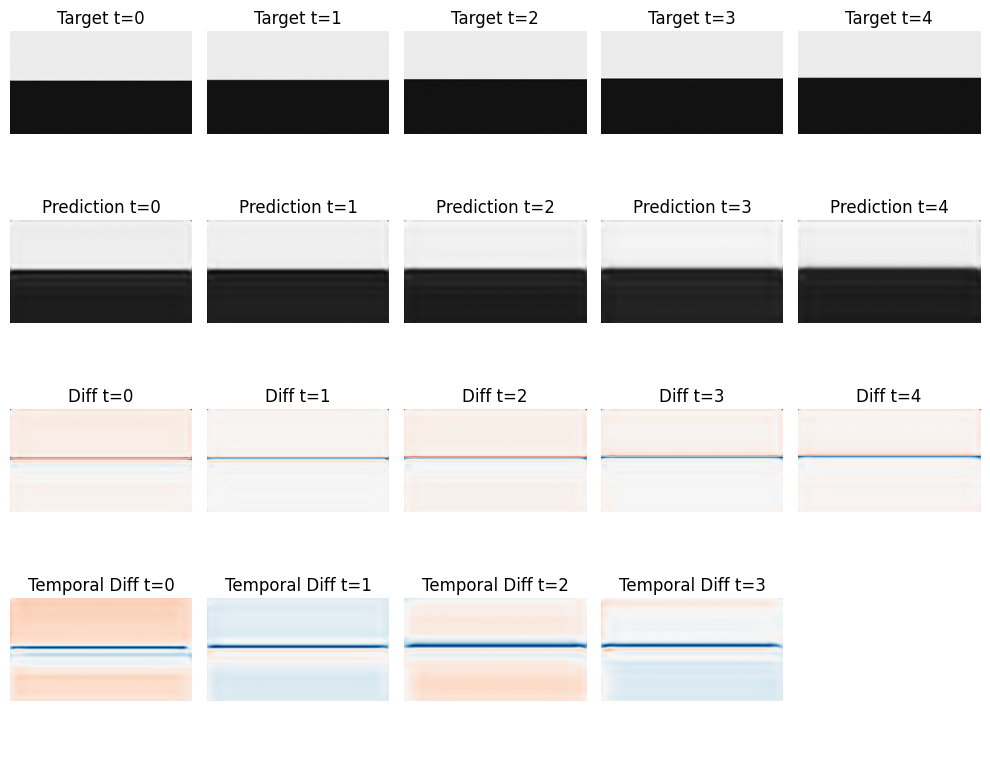 Target t=0
Target t=1
Target t=2
Target t=3
Target t=4
Prediction t=0
Prediction t=1
Prediction t=2
Prediction t=3
Prediction t=4
Diff t=0
Diff t=1
Diff t=2
Diff t=3
Diff t=4
Temporal Diff t=0
Temporal Diff t=1
Temporal Diff t=2
Temporal Diff t=3